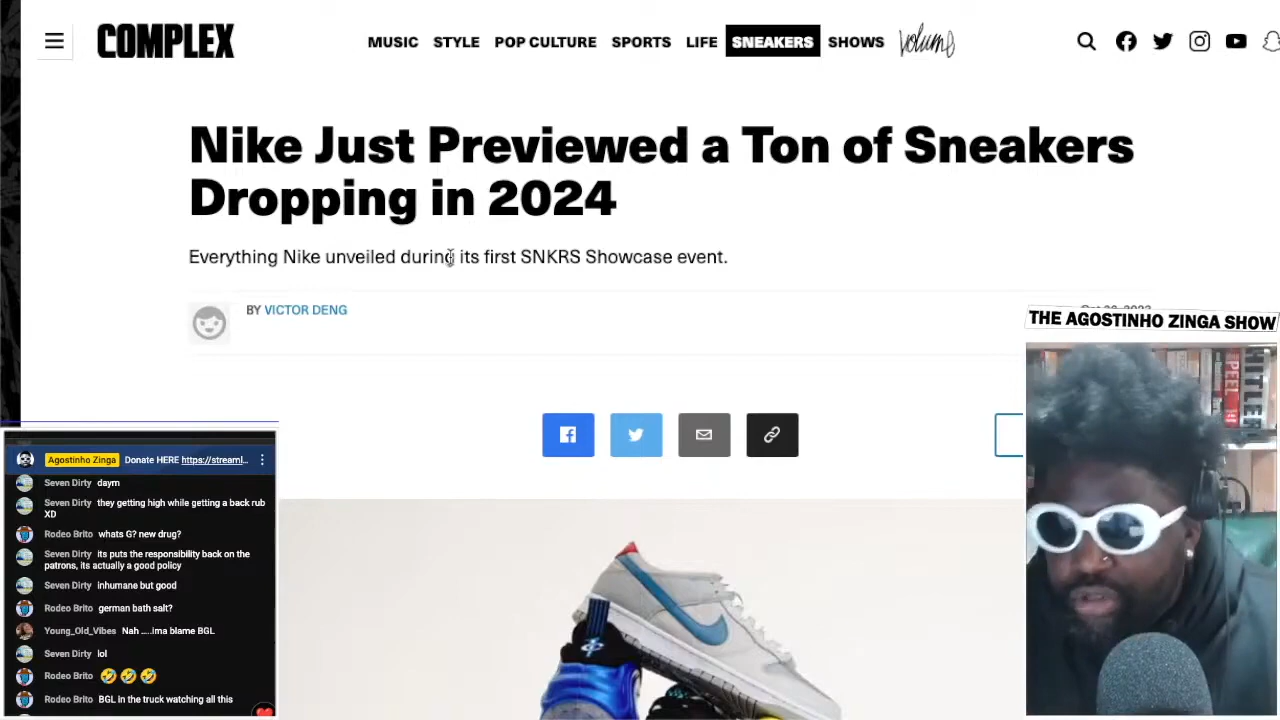 COMPLEX
MUSIC STYLE POP CULTURE SPORTS LIFE SNEAKERS SHOWS Volume
Nike Just Previewed a Ton of Sneakers
Dropping in 2024
Everything Nike unveiled during its first SNKRS Showcase event.
BY VICTOR DENG
THE AGOSTINHO ZINGA SHOW
PEEL
HITLER
Agostinho Zinga Donate HERE https://streaml...
Seven Dirty daym
Seven Dirty they getting high while getting a back rub
XD
Rodeo Brito whats G? new drug?
Seven Dirty its puts the responsibility back on the
patrons, its actually a good policy
Seven Dirty inhumane but good
Rodeo Brito german bath salt?
Young_Old_Vibes Nah .....ima blame BGL
Seven Dirty lol
Rodeo Brito 🤣 🤣 🤣
Rodeo Brito BGL in the truck watching all this